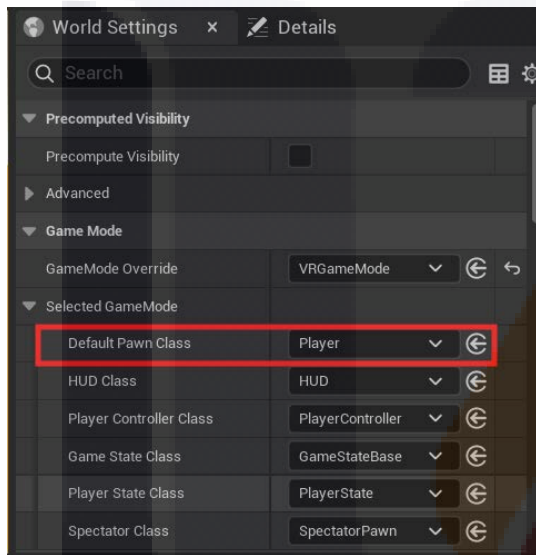 World Settings × Details
Search
Precomputed Visibility
Precompute Visibility
Advanced
Game Mode
GameMode Override VRGameMode
Selected GameMode
Default Pawn Class Player
HUD Class HUD
Player Controller Class PlayerController
Game State Class GameStateBase
Player State Class PlayerState
Spectator Class SpectatorPawn